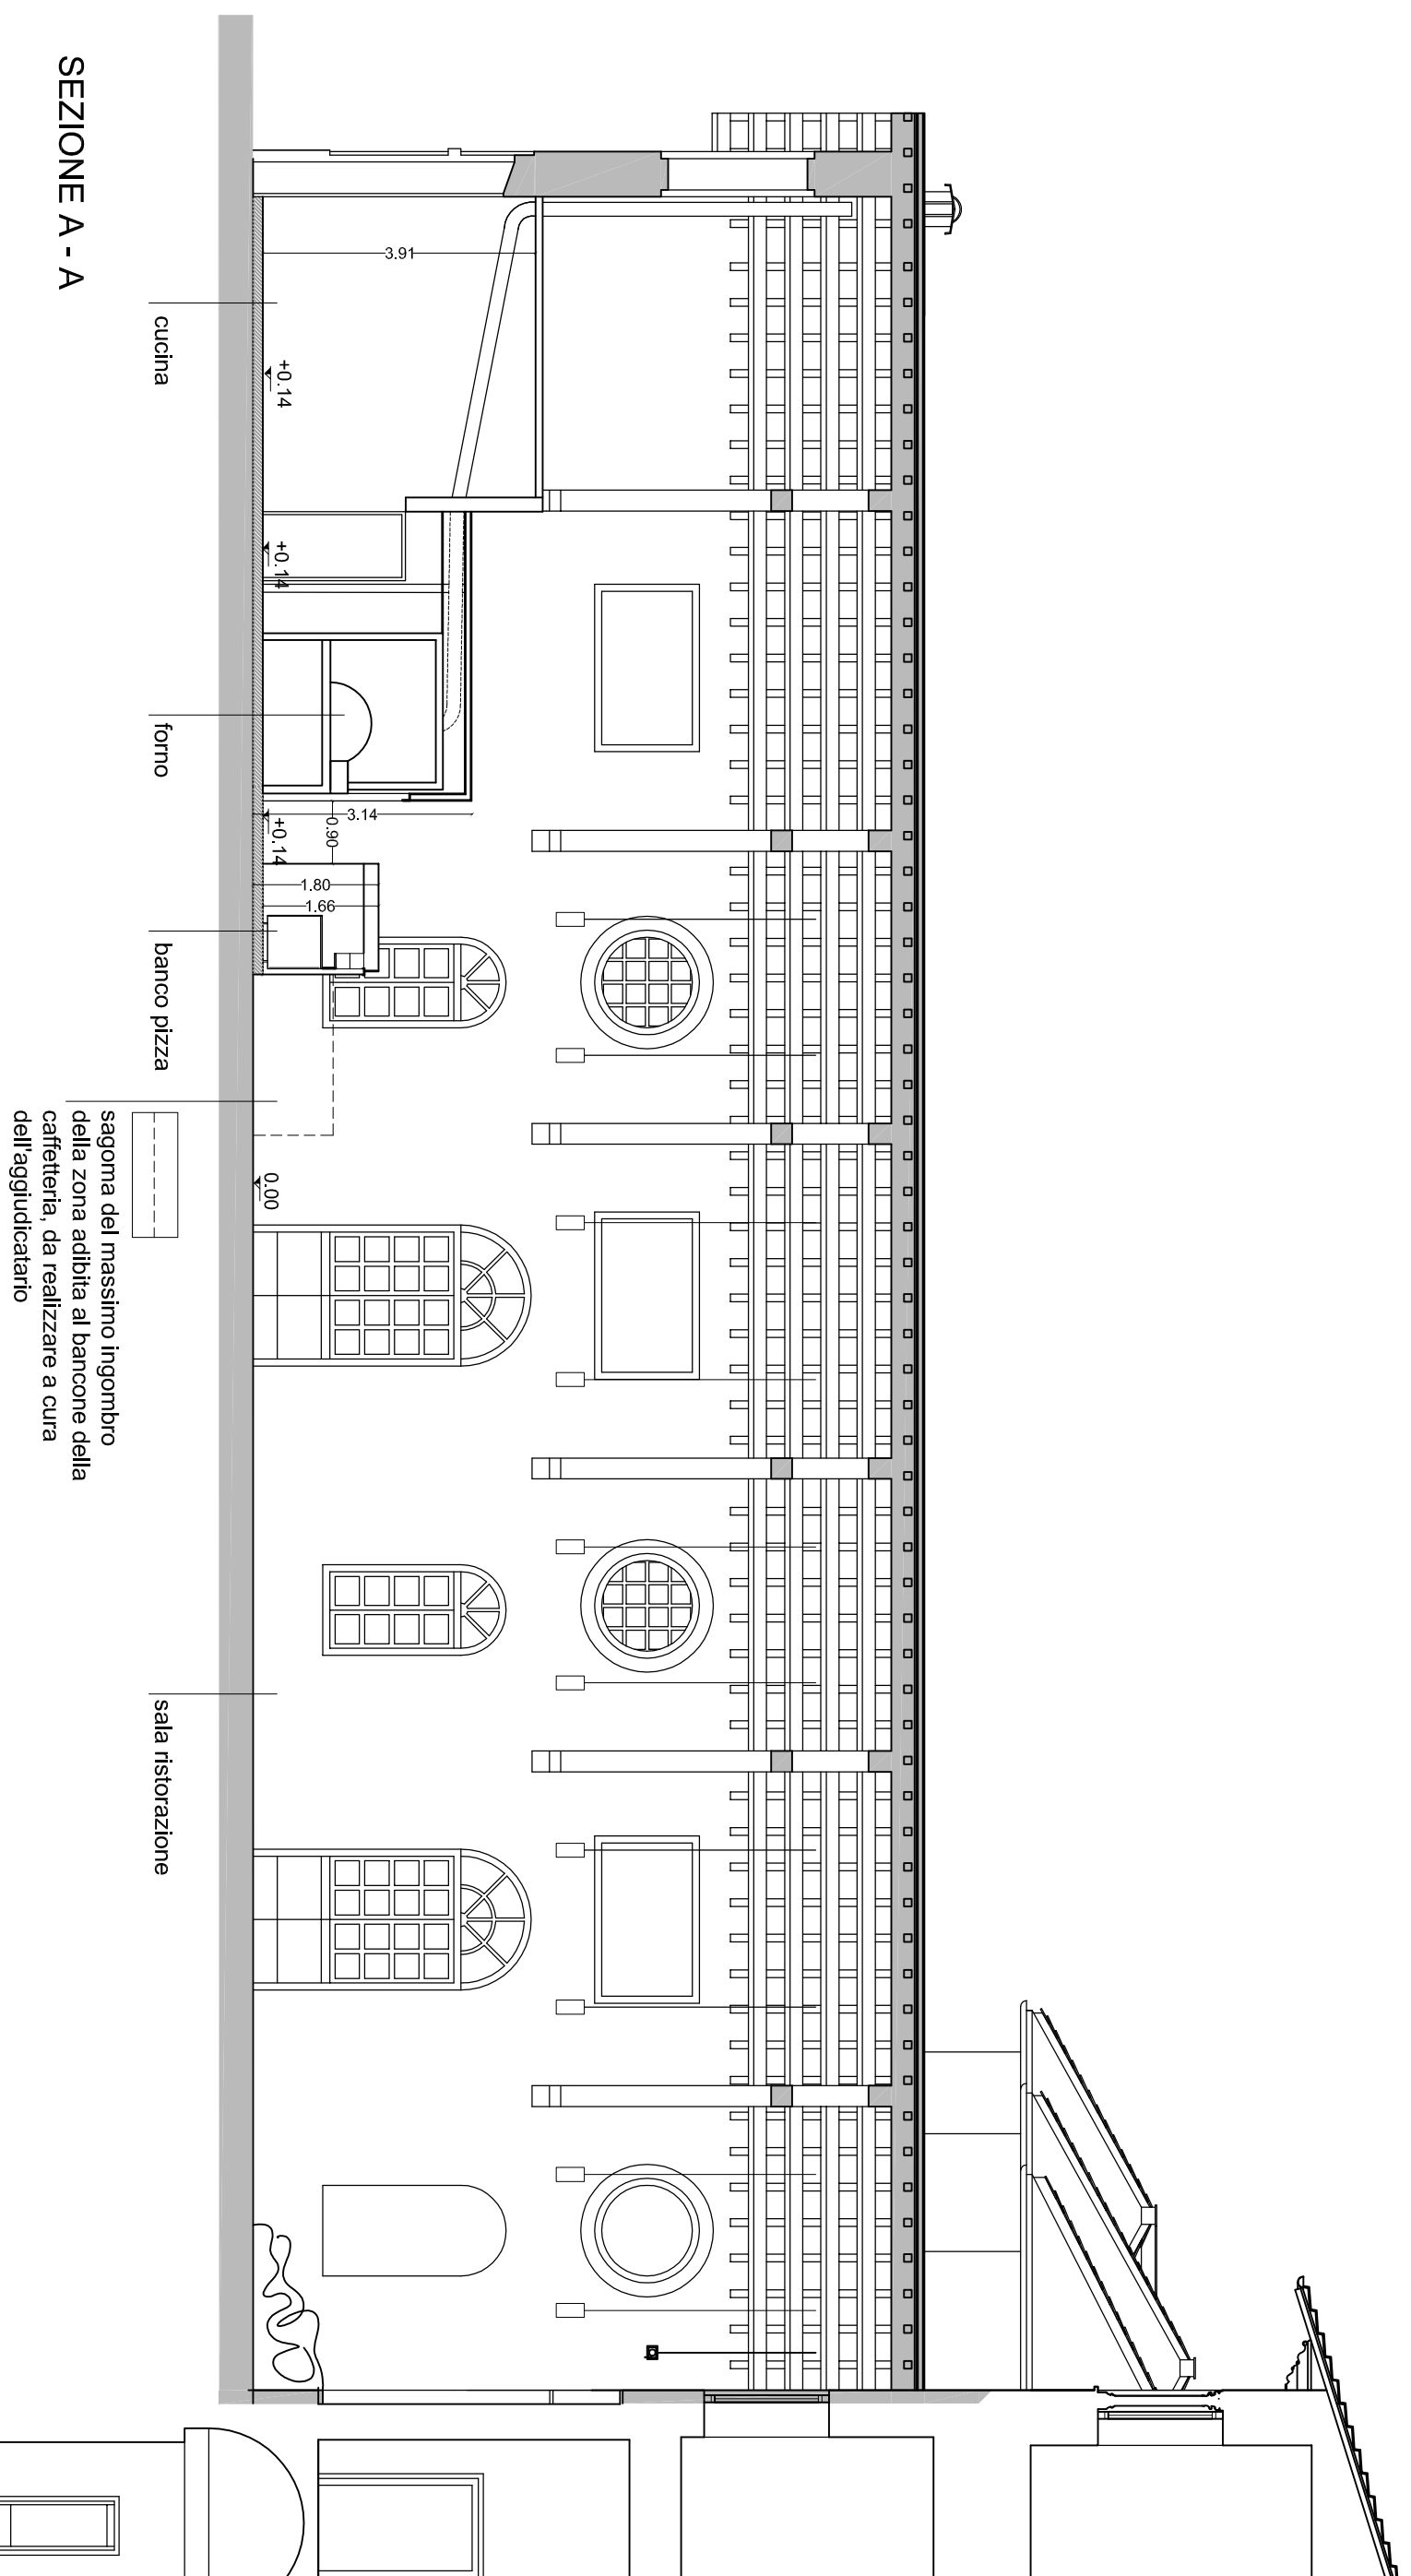 SEZIONE A - A
3.91
+0.14
+0.14
+0.14
3.14
0.90
1.80
1.66
0.00
cucina
forno
banco pizza
sala ristorazione
sagoma del massimo ingombro
della zona adibita al bancone della
caffetteria, da realizzare a cura
dell'aggiudicatario